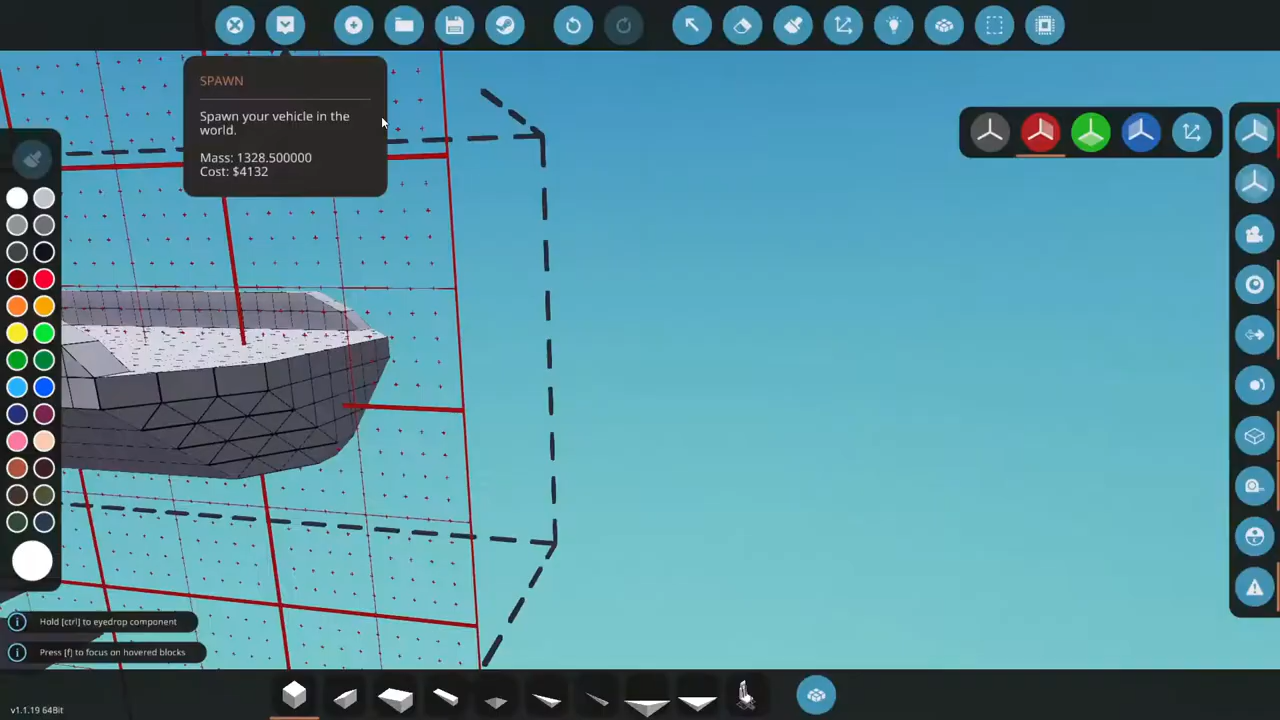 SPAWN
Spawn your vehicle in the
world.
Mass: 1328.500000
Cost: $4132
Hold [ctrl] to eyedrop component
Press [f] to focus on hovered blocks
v1.1.19 64Bit